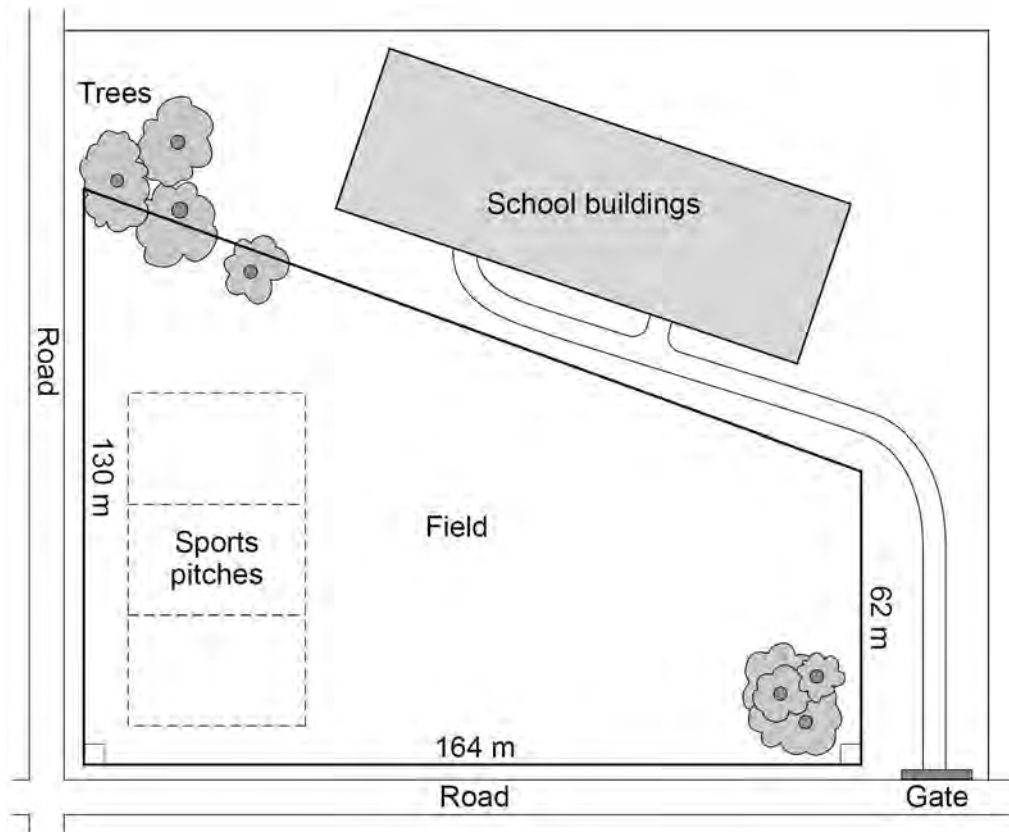 Trees
School buildings
Road
130 m
Sports
pitches
Field
62 m
164 m
Road
Gate